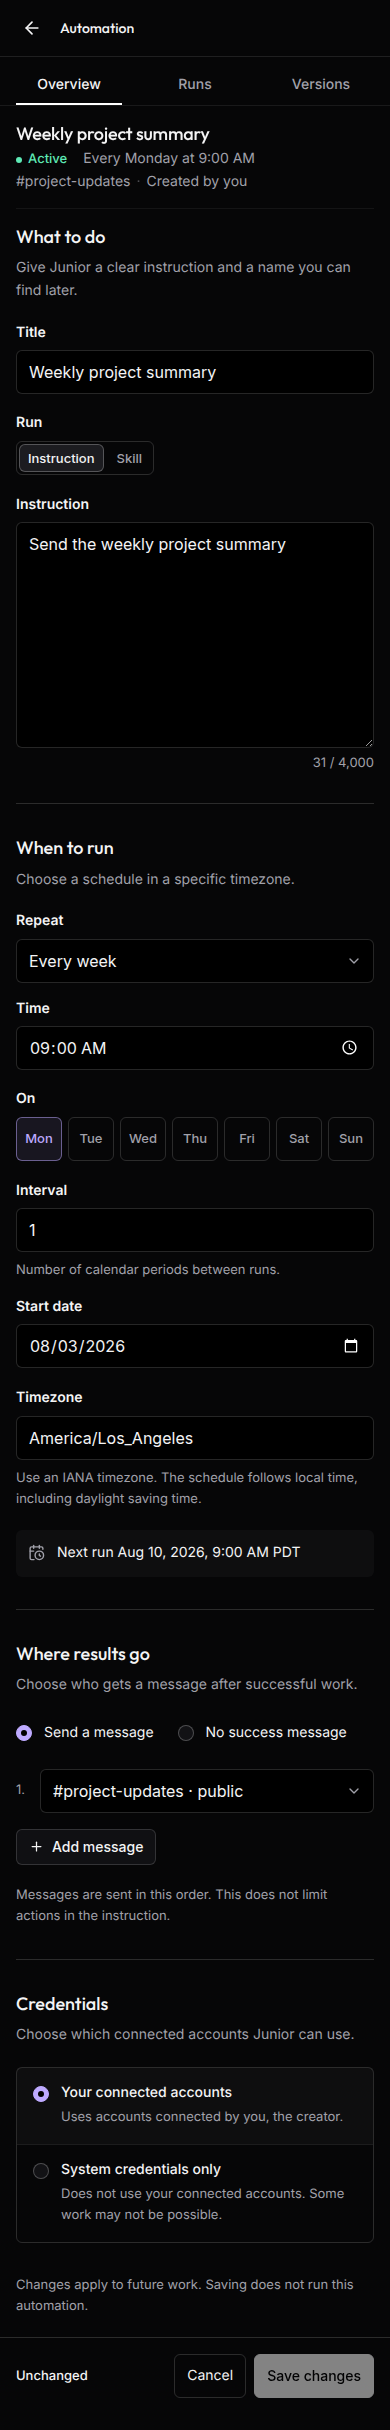 Automation
Overview Runs Versions
Weekly project summary
Active Every Monday at 9:00 AM
#project-updates · Created by you
What to do
Give Junior a clear instruction and a name you can
find later.
Title
Weekly project summary
Run
Instruction Skill
Instruction
Send the weekly project summary
31 / 4,000
When to run
Choose a schedule in a specific timezone.
Repeat
Every week
Time
09:00 AM
On
Mon Tue Wed Thu Fri Sat Sun
Interval
1
Number of calendar periods between runs.
Start date
08/03/2026
Timezone
America/Los_Angeles
Use an IANA timezone. The schedule follows local time,
including daylight saving time.
Next run Aug 10, 2026, 9:00 AM PDT
Where results go
Choose who gets a message after successful work.
Send a message No success message
1. #project-updates · public
Add message
Messages are sent in this order. This does not limit
actions in the instruction.
Credentials
Choose which connected accounts Junior can use.
Your connected accounts
Uses accounts connected by you, the creator.
System credentials only
Does not use your connected accounts. Some
work may not be possible.
Changes apply to future work. Saving does not run this
automation.
Unchanged Cancel Save changes